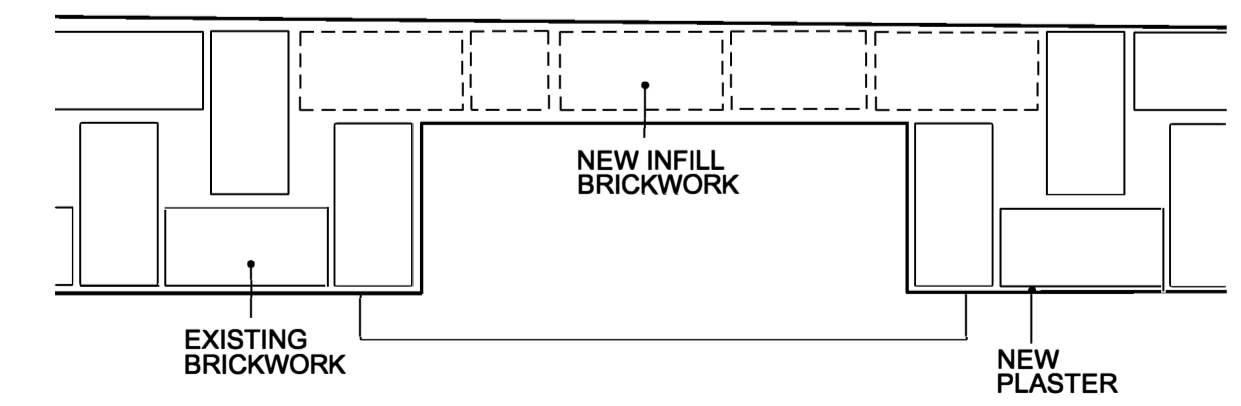 NEW INFILL
BRICKWORK
EXISTING
BRICKWORK
NEW
PLASTER